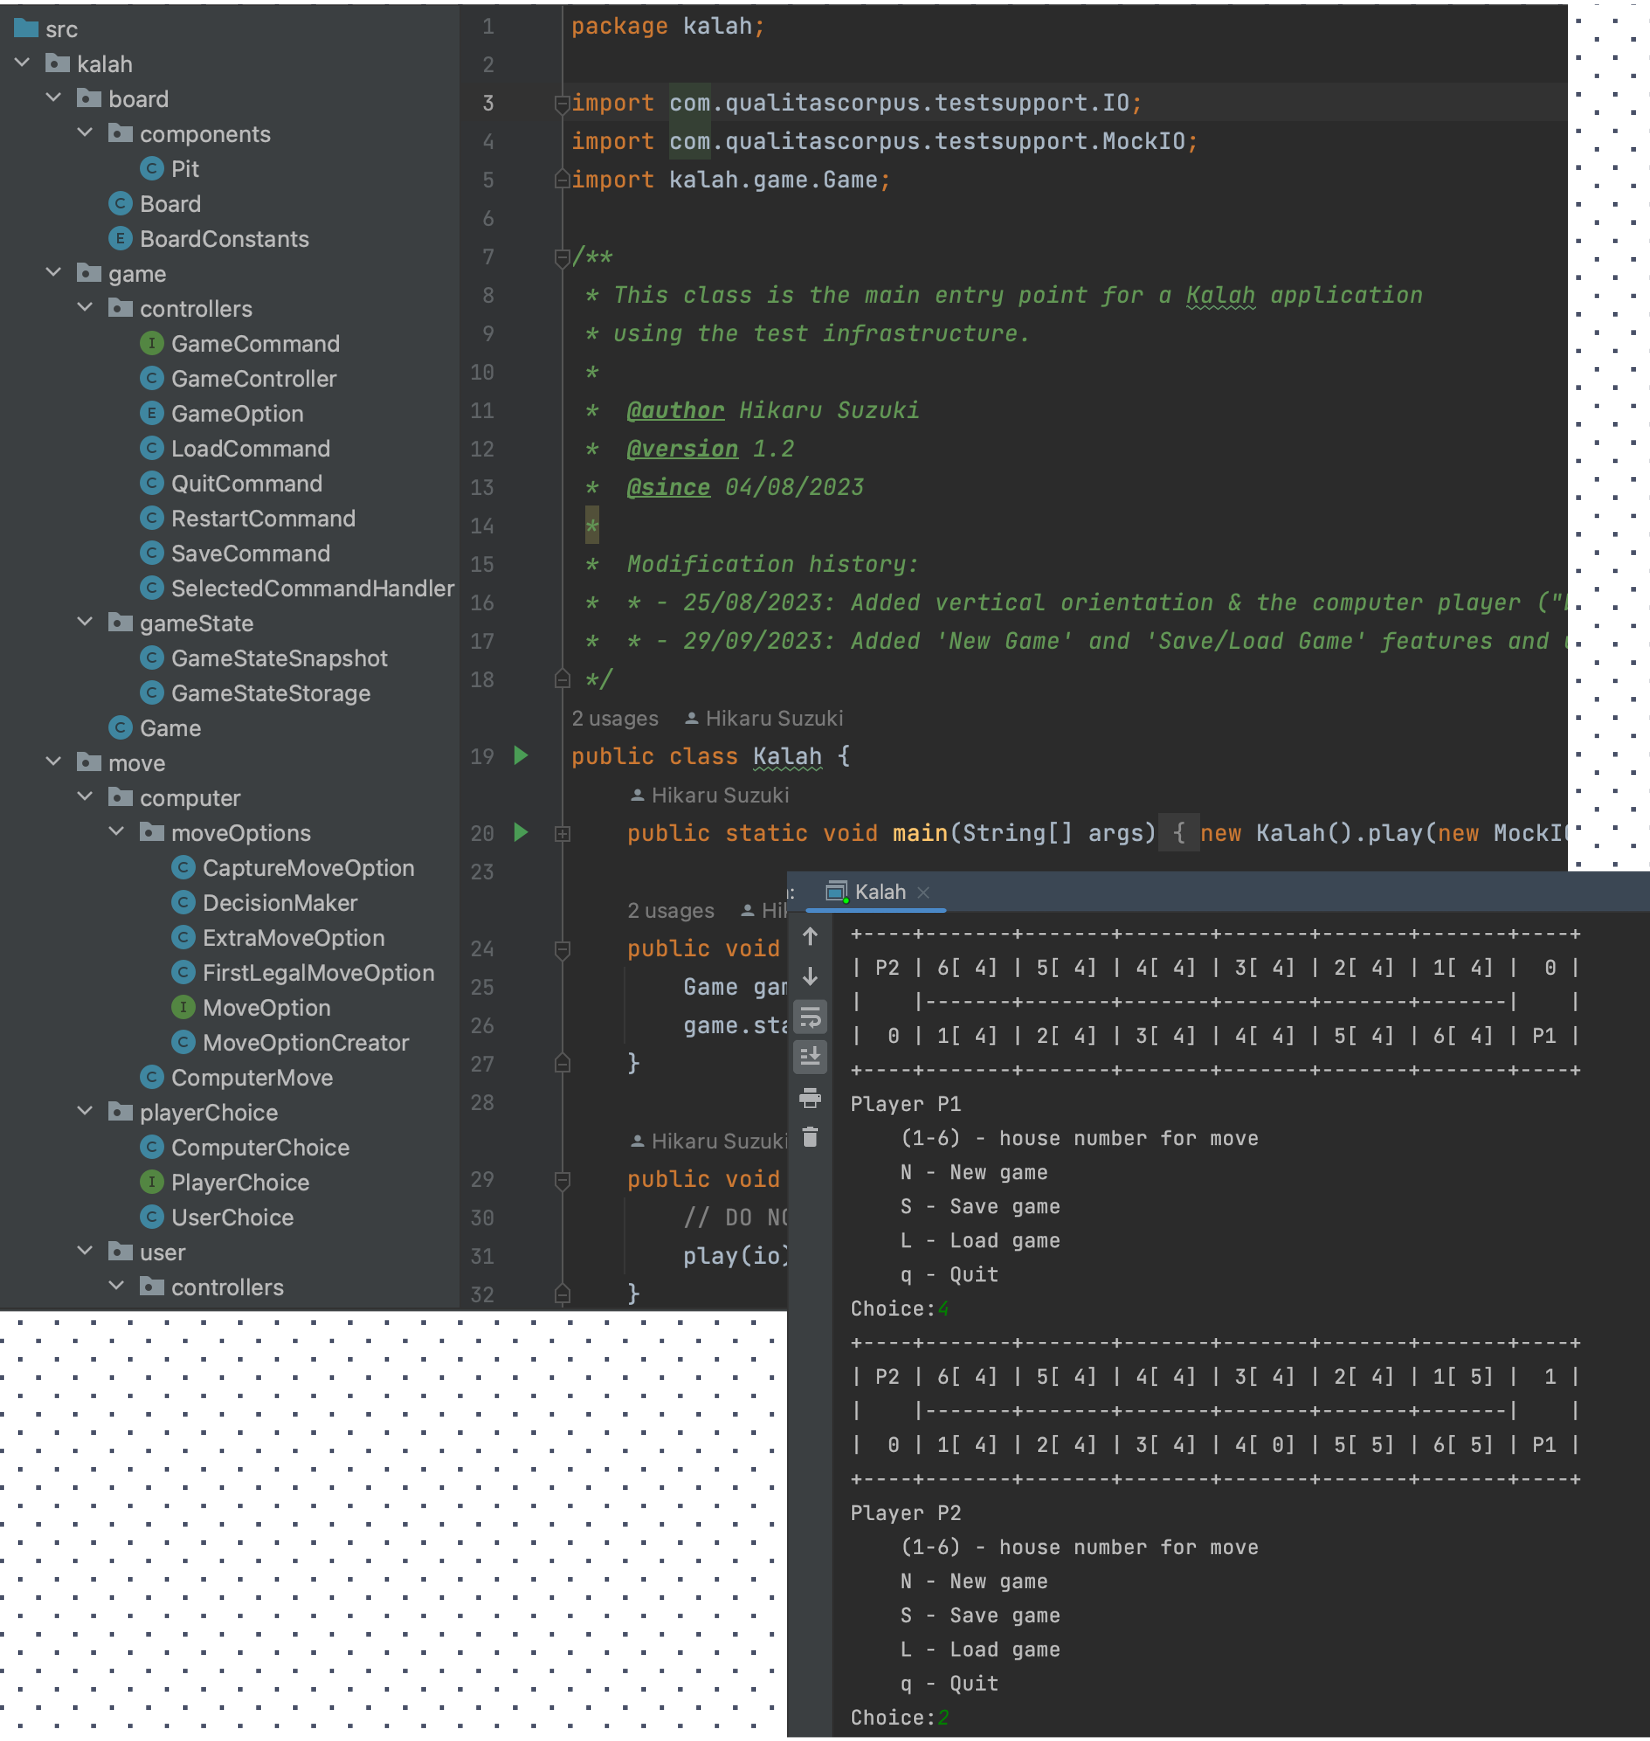 src
kalah
board
components
Pit
Board
BoardConstants
game
controllers
GameCommand
GameController
GameOption
LoadCommand
QuitCommand
RestartCommand
SaveCommand
SelectedCommandHandler
gameState
GameStateSnapshot
GameStateStorage
Game
move
computer
moveOptions
CaptureMoveOption
DecisionMaker
ExtraMoveOption
FirstLegalMoveOption
MoveOption
MoveOptionCreator
ComputerMove
playerChoice
ComputerChoice
PlayerChoice
UserChoice
user
controllers
1 package kalah;
2
3 import com.qualitascorpus.testsupport.IO;
4 import com.qualitascorpus.testsupport.MockIO;
5 import kalah.game.Game;
6
7 /**
8 * This class is the main entry point for a Kalah application
9 * using the test infrastructure.
10 *
11 * @author Hikaru Suzuki
12 * @version 1.2
13 * @since 04/08/2023
14 *
15 * Modification history:
16 * * - 25/08/2023: Added vertical orientation & the computer player ("
17 * * - 29/09/2023: Added 'New Game' and 'Save/Load Game' features and
18 */
2 usages Hikaru Suzuki
19 public class Kalah {
Hikaru Suzuki
20 public static void main(String[] args) { new Kalah().play(new MockIO
23
2 usages Hi
24 public void
25 Game gam
26 game.sta
27 }
28
Hikaru Suzuki
29 public void
30 // DO NO
31 play(io)
32 }
: Kalah
+----+-------+-------+-------+-------+-------+-------+----+
| P2 | 6[ 4] | 5[ 4] | 4[ 4] | 3[ 4] | 2[ 4] | 1[ 4] |  0 |
|    |-------+-------+-------+-------+-------+-------|    |
|  0 | 1[ 4] | 2[ 4] | 3[ 4] | 4[ 4] | 5[ 4] | 6[ 4] | P1 |
+----+-------+-------+-------+-------+-------+-------+----+
Player P1
(1-6) - house number for move
N - New game
S - Save game
L - Load game
q - Quit
Choice:4
+----+-------+-------+-------+-------+-------+-------+----+
| P2 | 6[ 4] | 5[ 4] | 4[ 4] | 3[ 4] | 2[ 4] | 1[ 5] |  1 |
|    |-------+-------+-------+-------+-------+-------|    |
|  0 | 1[ 4] | 2[ 4] | 3[ 4] | 4[ 0] | 5[ 5] | 6[ 5] | P1 |
+----+-------+-------+-------+-------+-------+-------+----+
Player P2
(1-6) - house number for move
N - New game
S - Save game
L - Load game
q - Quit
Choice:2